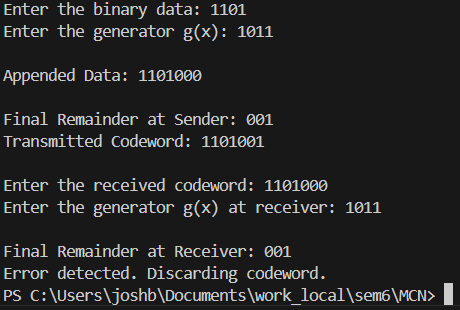 Enter the binary data: 1101
Enter the generator g(x): 1011
Appended Data: 1101000
Final Remainder at Sender: 001
Transmitted Codeword: 1101001
Enter the received codeword: 1101000
Enter the generator g(x) at receiver: 1011
Final Remainder at Receiver: 001
Error detected. Discarding codeword.
PS C:\Users\joshb\Documents\work_local\sem6\MCN>